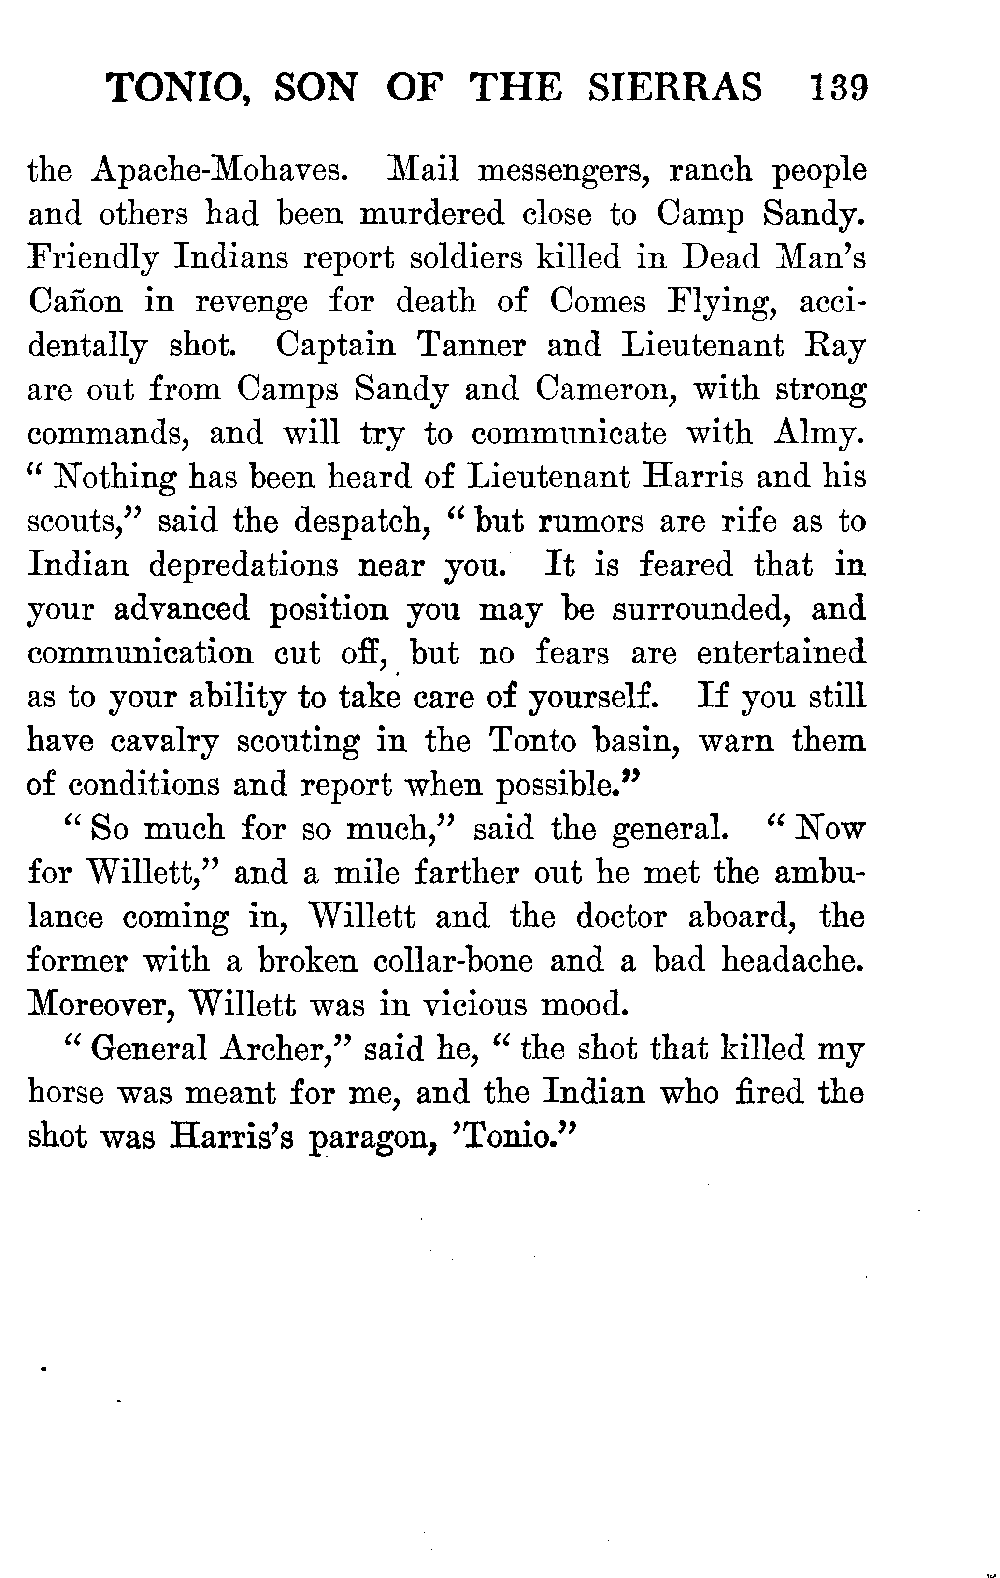 TONIO, SON OF THE SIERRAS 139
the Apache-Mohaves. Mail messengers, ranch people
and others had been murdered close to Camp Sandy.
Friendly Indians report soldiers killed in Dead Man's
Cañon in revenge for death of Comes Flying, acci-
dentally shot. Captain Tanner and Lieutenant Ray
are out from Camps Sandy and Cameron, with strong
commands, and will try to communicate with Almy.
“ Nothing has been heard of Lieutenant Harris and his
scouts,” said the despatch, “ but rumors are rife as to
Indian depredations near you. It is feared that in
your advanced position you may be surrounded, and
communication cut off, but no fears are entertained
as to your ability to take care of yourself. If you still
have cavalry scouting in the Tonto basin, warn them
of conditions and report when possible.”
“ So much for so much,” said the general. “ Now
for Willett,” and a mile farther out he met the ambu-
lance coming in, Willett and the doctor aboard, the
former with a broken collar-bone and a bad headache.
Moreover, Willett was in vicious mood.
“ General Archer,” said he, “ the shot that killed my
horse was meant for me, and the Indian who fired the
shot was Harris's paragon, ’Tonio.”